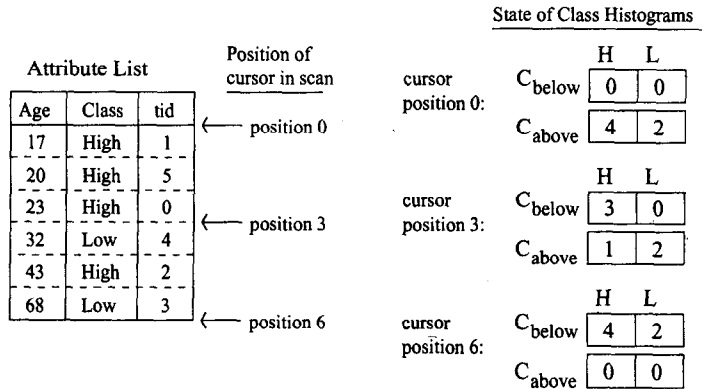 State of Class Histograms
Position of
cursor in scan
Attribute List
Age Class tid
17 High 1
20 High 5
23 High 0
32 Low 4
43 High 2
68 Low 3
position 0
position 3
position 6
cursor
position 0:
H L
Cbelow 0 0
Cabove 4 2
cursor
position 3:
H L
Cbelow 3 0
Cabove 1 2
cursor
position 6:
H L
Cbelow 4 2
Cabove 0 0